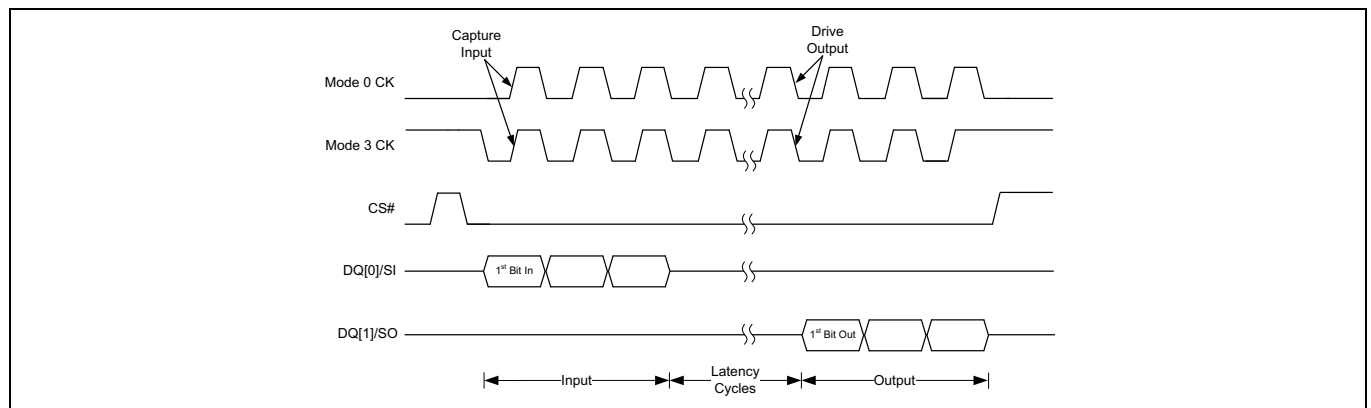 Capture
Input
Drive
Output
Mode 0 CK
Mode 3 CK
CS#
DQ[0]/SI
1st Bit In
DQ[1]/SO
1st Bit Out
Input
Latency
Cycles
Output